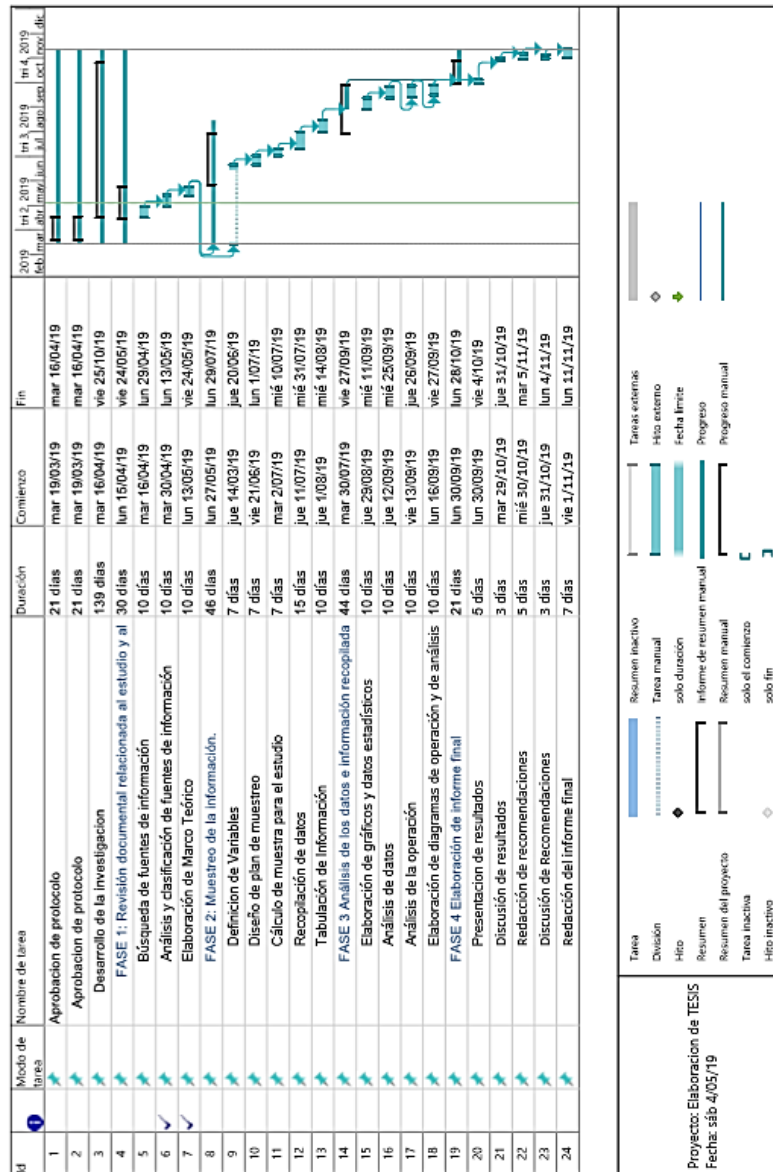 Id Modo de tarea Nombre de tarea Duración Comienzo Fin
2019 tri 2, 2019 tri 3, 2019 tri 4, 2019
feb mar abr may jun jul ago sep oct nov dic
1 Aprobacion de protocolo 21 días mar 19/03/19 mar 16/04/19
2 Aprobacion de protocolo 21 días mar 19/03/19 mar 16/04/19
3 Desarrollo de la investigacion 139 días mar 16/04/19 vie 25/10/19
4 FASE 1; Revisión documental relacionada al estudio y al 30 días lun 15/04/19 vie 24/05/19
5 Búsqueda de fuentes de información 10 días mar 16/04/19 lun 29/04/19
6 Análisis y clasificación de fuentes de información 10 días mar 30/04/19 lun 13/05/19
7 Elaboración de Marco Teórico 10 días lun 13/05/19 vie 24/05/19
8 FASE 2: Muestreo de la información. 46 días lun 27/05/19 lun 29/07/19
9 Definicion de Variables 7 días jue 14/03/19 jue 20/06/19
10 Diseño de plan de muestreo 7 días vie 21/06/19 lun 1/07/19
11 Cálculo de muestra para el estudio 7 días mar 2/07/19 mié 10/07/19
12 Recopilación de datos 15 días jue 11/07/19 mié 31/07/19
13 Tabulación de Información 10 días jue 1/08/19 mié 14/08/19
14 FASE 3 Análisis de los datos e información recopilada 44 días mar 30/07/19 vie 27/09/19
15 Elaboración de gráficos y datos estadísticos 10 días jue 29/08/19 mié 11/09/19
16 Análisis de datos 10 días jue 12/09/19 mié 25/09/19
17 Análisis de la operación 10 días vie 13/09/19 jue 26/09/19
18 Elaboración de diagramas de operación y de análisis 10 días lun 16/09/19 vie 27/09/19
19 FASE 4 Elaboración de informe final 21 días lun 30/09/19 lun 28/10/19
20 Presentacion de resultados 5 días lun 30/09/19 vie 4/10/19
21 Discusión de resultados 3 días mar 29/10/19 jue 31/10/19
22 Redacción de recomendaciones 5 días mié 30/10/19 mar 5/11/19
23 Discusión de Recomendaciones 3 días jue 31/10/19 lun 4/11/19
24 Redacción del informe final 7 días vie 1/11/19 lun 11/11/19
Proyecto: Elaboracion de TESIS
Fecha: sáb 4/05/19
Tarea Resumen inactivo Tareas externas
División Tarea manual Hito externo
Hito solo duración Fecha límite
Resumen Informe de resumen manual Progreso
Resumen del proyecto Resumen manual Progreso manual
Tarea inactiva solo el comienzo
Hito inactivo solo fin